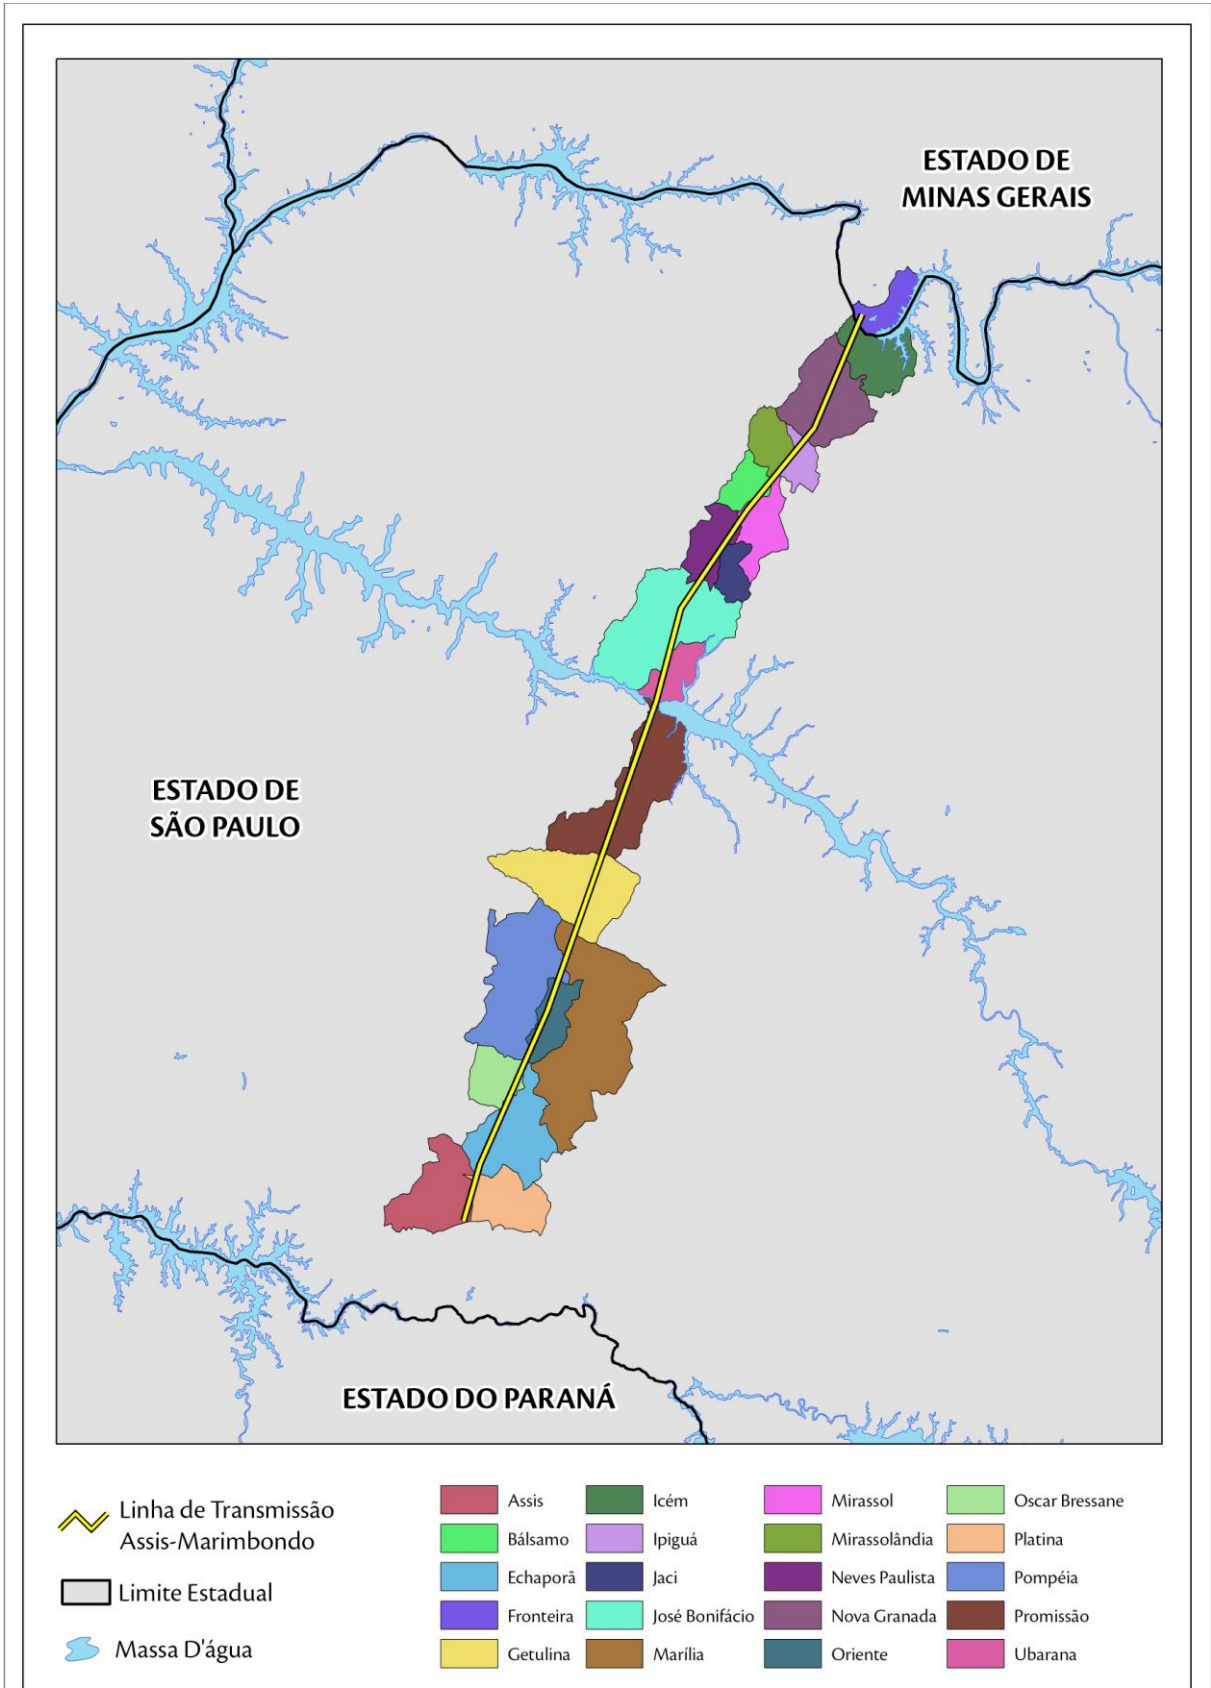 ESTADO DE
MINAS GERAIS
ESTADO DE
SÃO PAULO
ESTADO DO PARANÁ
Linha de Transmissão
Assis-Marimbondo
Limite Estadual
Massa D'água
Assis
Bálsamo
Echaporã
Fronteira
Getulina
Icém
Ipiguá
Jaci
José Bonifácio
Marília
Mirassol
Mirassolândia
Neves Paulista
Nova Granada
Oriente
Oscar Bressane
Platina
Pompéia
Promissão
Ubarana